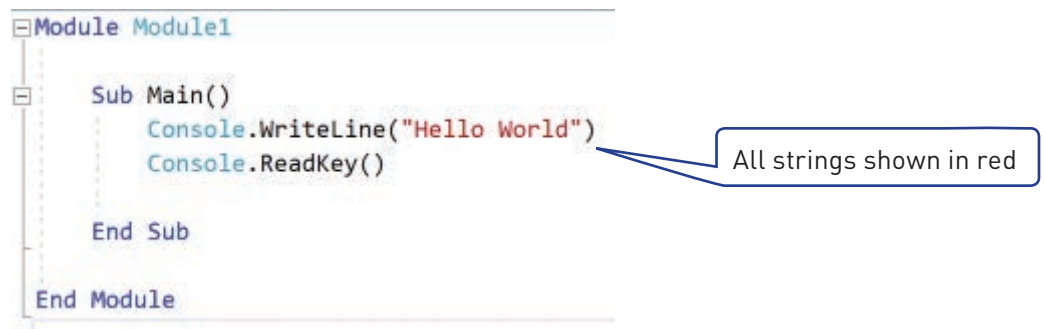 Module Module1
Sub Main()
Console.WriteLine("Hello World")
Console.ReadKey()
All strings shown in red
End Sub
End Module